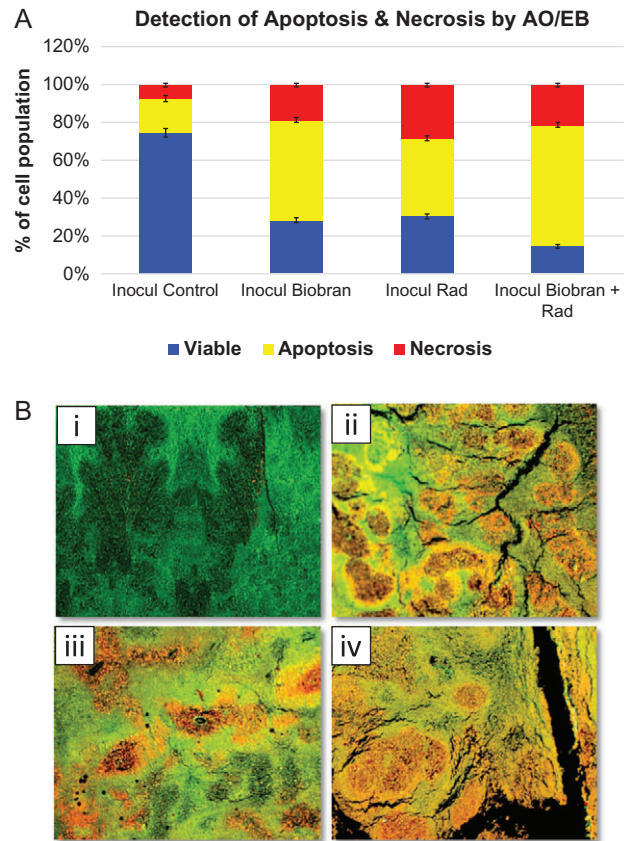 A
Detection of Apoptosis & Necrosis by AO/EB
% of cell population
120%
100%
80%
60%
40%
20%
0%
Inocul Control Inocul Biobran Inocul Rad Inocul Biobran +
Rad
Viable Apoptosis Necrosis
B
i
ii
iii
iv